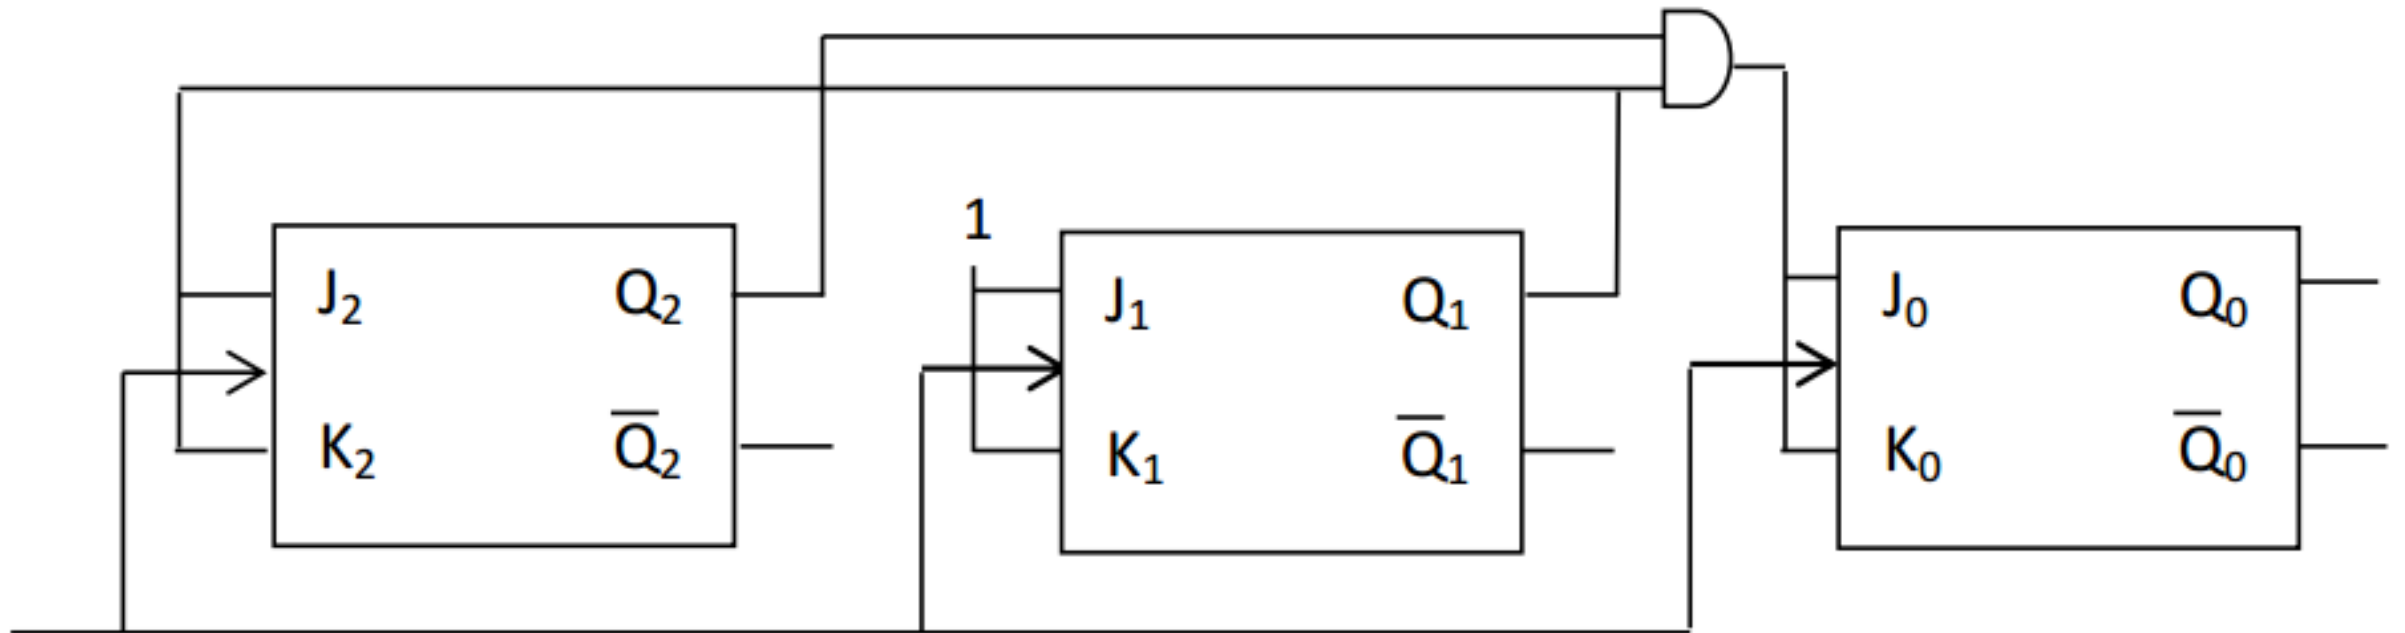 1
J₂ Q₂ J₁ Q₁ J₀ Q₀
K₂ Q̅₂ K₁ Q̅₁ K₀ Q̅₀